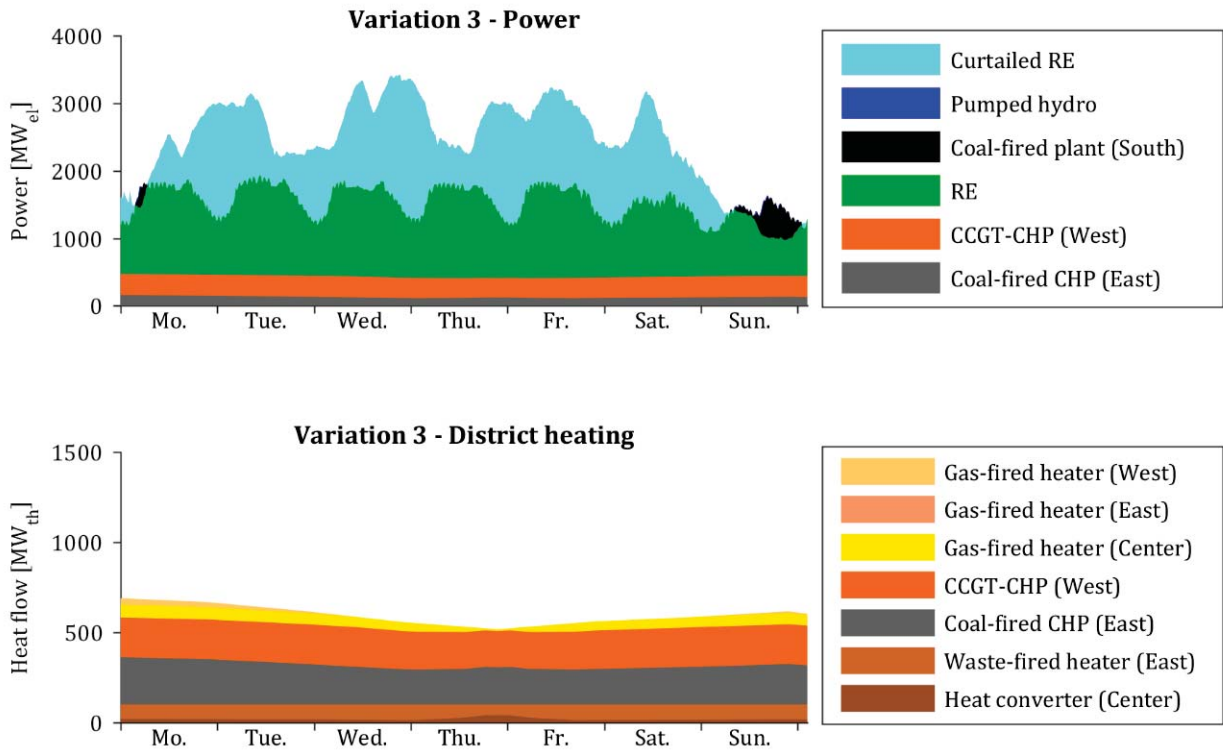 Variation 3 - Power
4000
3000
2000
1000
0
Power [MW_el]
Mo. Tue. Wed. Thu. Fr. Sat. Sun.
Curtailed RE
Pumped hydro
Coal-fired plant (South)
RE
CCGT-CHP (West)
Coal-fired CHP (East)
Variation 3 - District heating
1500
1000
500
0
Heat flow [MW_th]
Mo. Tue. Wed. Thu. Fr. Sat. Sun.
Gas-fired heater (West)
Gas-fired heater (East)
Gas-fired heater (Center)
CCGT-CHP (West)
Coal-fired CHP (East)
Waste-fired heater (East)
Heat converter (Center)